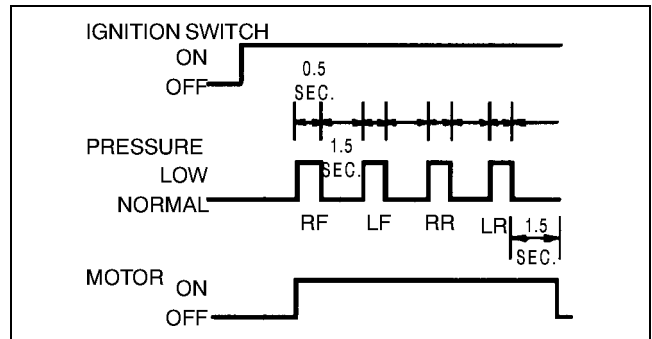 IGNITION SWITCH
ON
OFF
0.5
SEC.
PRESSURE
LOW
NORMAL
1.5
SEC.
RF LF RR LR
1.5
SEC.
MOTOR
ON
OFF